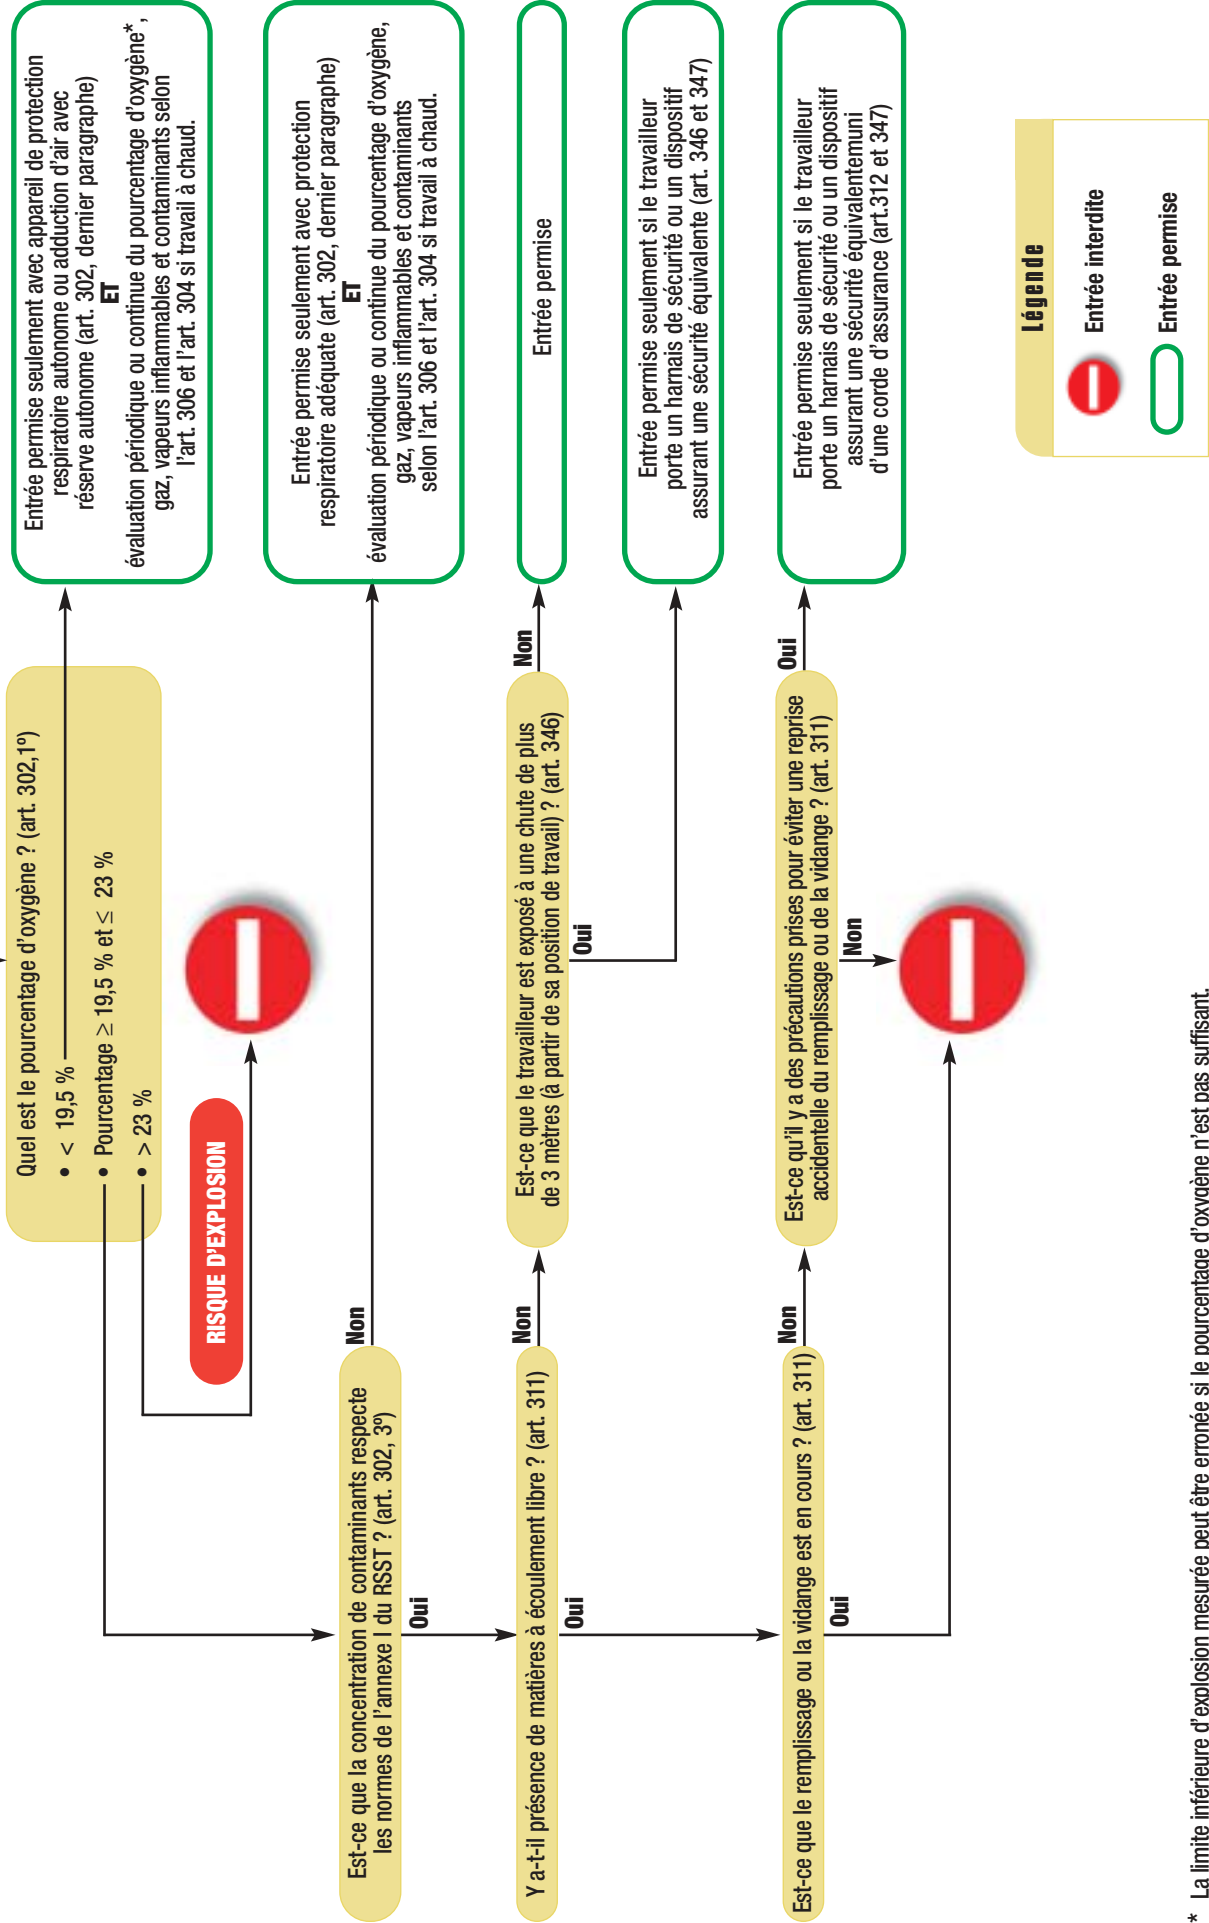 Quel est le pourcentage d'oxygène ? (art. 302,1º)
• < 19,5 %
• Pourcentage ≥ 19,5 % et ≤ 23 %
• > 23 %
Entrée permise seulement avec appareil de protection
respiratoire autonome ou adduction d'air avec
réserve autonome (art. 302, dernier paragraphe)
ET
évaluation périodique ou continue du pourcentage d'oxygène*,
gaz, vapeurs inflammables et contaminants selon
l'art. 306 et l'art. 304 si travail à chaud.
RISQUE D'EXPLOSION
Est-ce que la concentration de contaminants respecte
les normes de l'annexe I du RSST ? (art. 302, 3º)
Non
Oui
Entrée permise seulement avec protection
respiratoire adéquate (art. 302, dernier paragraphe)
ET
évaluation périodique ou continue du pourcentage d'oxygène,
gaz, vapeurs inflammables et contaminants
selon l'art. 306 et l'art. 304 si travail à chaud.
Y a-t-il présence de matières à écoulement libre ? (art. 311)
Non
Oui
Est-ce que le travailleur est exposé à une chute de plus
de 3 mètres (à partir de sa position de travail) ? (art. 346)
Non
Oui
Entrée permise
Entrée permise seulement si le travailleur
porte un harnais de sécurité ou un dispositif
assurant une sécurité équivalente (art. 346 et 347)
Est-ce que le remplissage ou la vidange est en cours ? (art. 311)
Non
Oui
Est-ce qu'il y a des précautions prises pour éviter une reprise
accidentelle du remplissage ou de la vidange ? (art. 311)
Oui
Non
Entrée permise seulement si le travailleur
porte un harnais de sécurité ou un dispositif
assurant une sécurité équivalentemuni
d'une corde d'assurance (art.312 et 347)
Légende
Entrée interdite
Entrée permise
* La limite inférieure d'explosion mesurée peut être erronée si le pourcentage d'oxygène n'est pas suffisant.